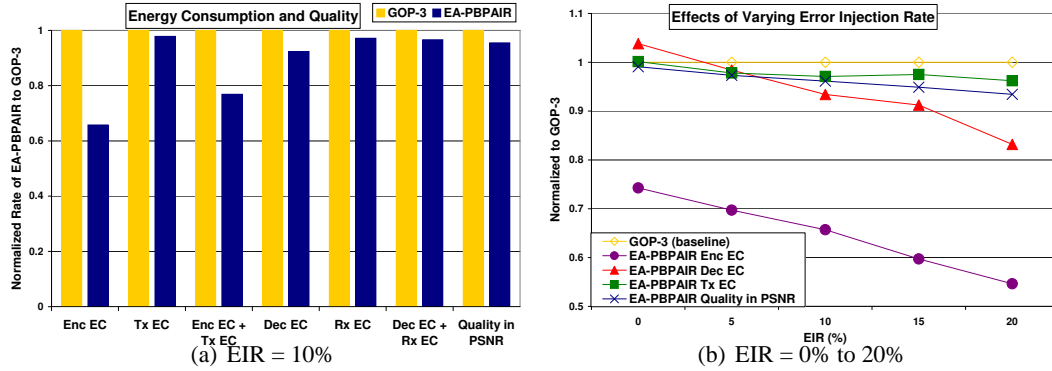 Energy Consumption and Quality
GOP-3
EA-PBPAIR
Normalized Rate of EA-PBPAIR to GOP-3
1
0.8
0.6
0.4
0.2
0
Enc EC
Tx EC
Enc EC +
Tx EC
Dec EC
Rx EC
Dec EC +
Rx EC
Quality in
PSNR
(a) EIR = 10%
Effects of Varying Error Injection Rate
Normalized to GOP-3
1.1
1
0.9
0.8
0.7
0.6
0.5
GOP-3 (baseline)
EA-PBPAIR Enc EC
EA-PBPAIR Dec EC
EA-PBPAIR Tx EC
EA-PBPAIR Quality in PSNR
0
5
10
15
20
EIR (%)
(b) EIR = 0% to 20%